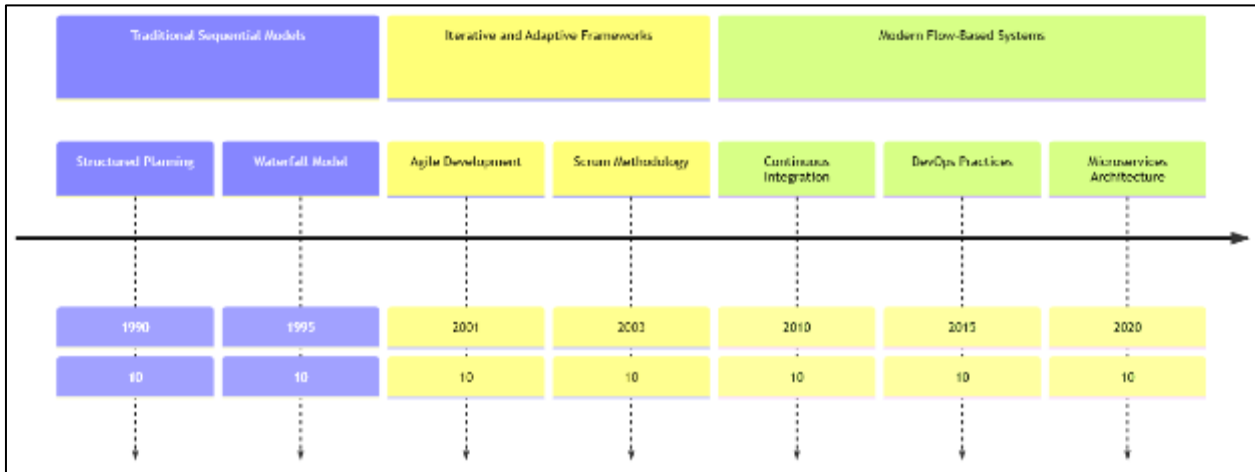 Traditional Sequential Models
Iterative and Adaptive Frameworks
Modern Flow-Based Systems
Structured Planning
Waterfall Model
Agile Development
Scrum Methodology
Continuous
Integration
DevOps Practices
Microservices
Architecture
1990
1995
2001
2003
2010
2015
2020
10
10
10
10
10
10
10